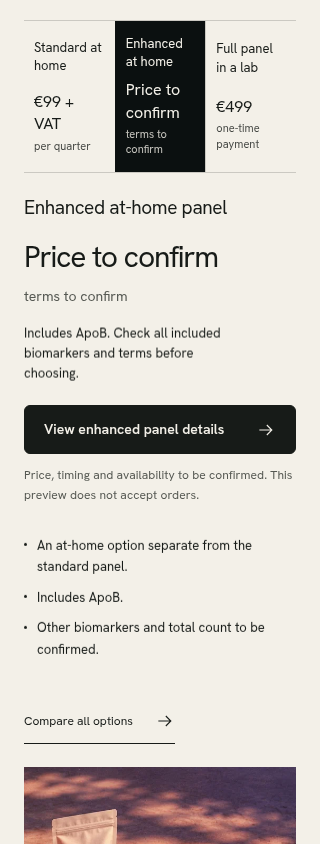 Standard at
home
€99 +
VAT
per quarter
Enhanced
at home
Price to
confirm
terms to
confirm
Full panel
in a lab
€499
one-time
payment
Enhanced at-home panel
Price to confirm
terms to confirm
Includes ApoB. Check all included
biomarkers and terms before
choosing.
View enhanced panel details →
Price, timing and availability to be confirmed. This
preview does not accept orders.
• An at-home option separate from the
standard panel.
• Includes ApoB.
• Other biomarkers and total count to be
confirmed.
Compare all options →